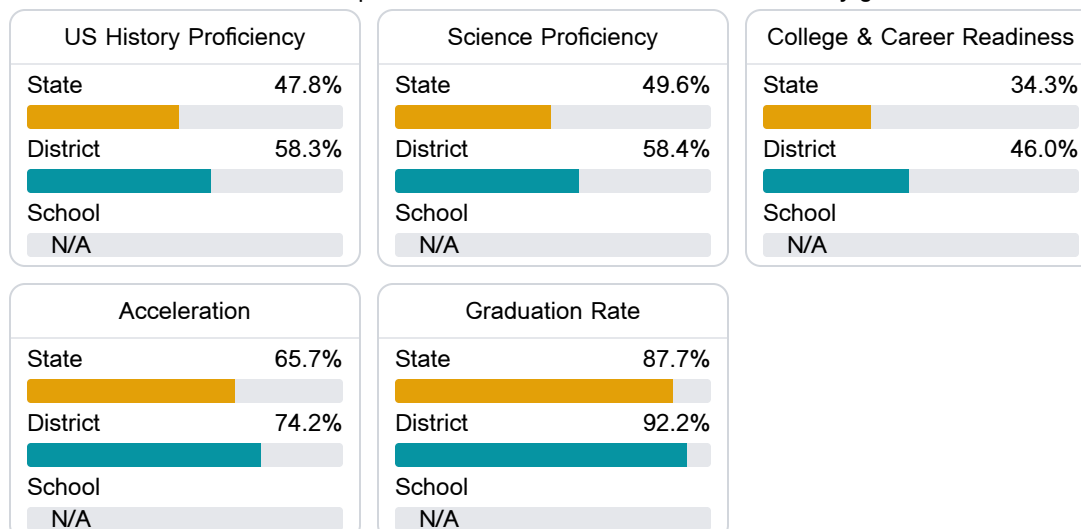 US History Proficiency
State 47.8%
District 58.3%
School
N/A
Science Proficiency
State 49.6%
District 58.4%
School
N/A
College & Career Readiness
State 34.3%
District 46.0%
School
N/A
Acceleration
State 65.7%
District 74.2%
School
N/A
Graduation Rate
State 87.7%
District 92.2%
School
N/A